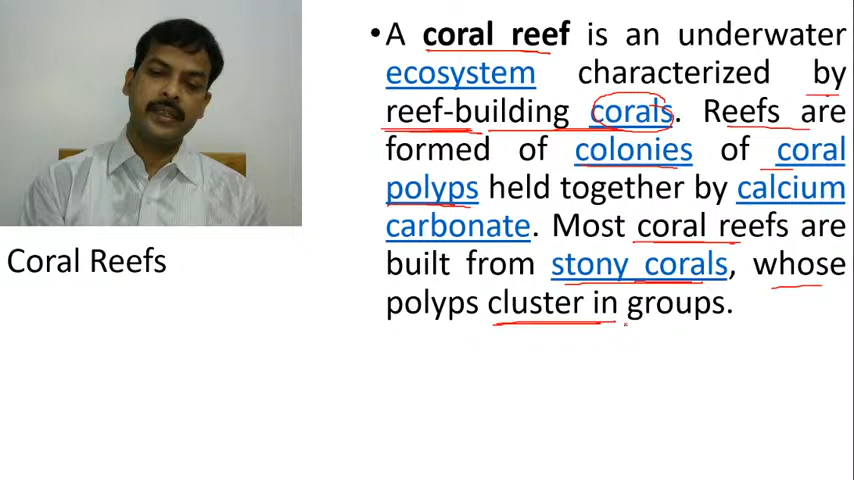 • A coral reef is an underwater
ecosystem characterized by
reef-building corals. Reefs are
formed of colonies of coral
polyps held together by calcium
carbonate. Most coral reefs are
built from stony corals, whose
polyps cluster in groups.
Coral Reefs